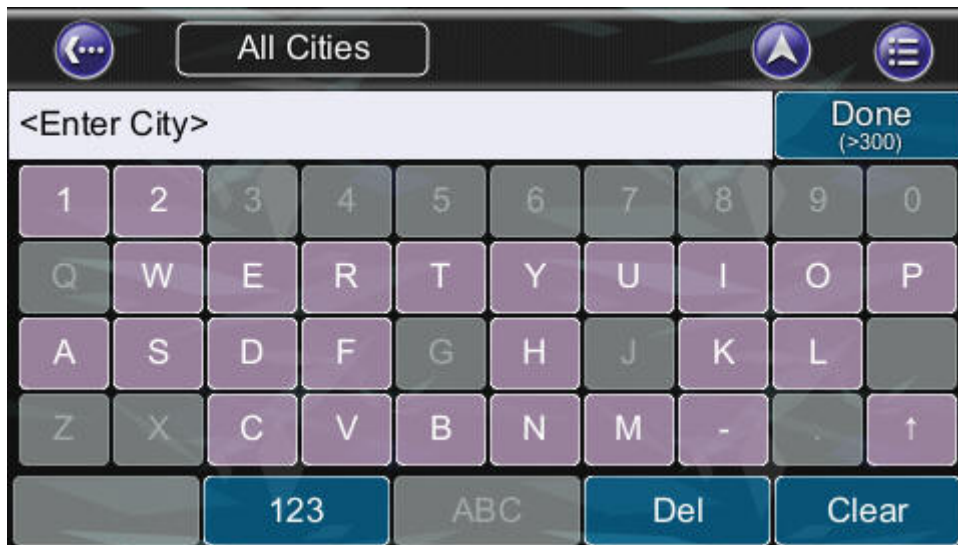 All Cities
<Enter City>
Done
(>300)
1 2 3 4 5 6 7 8 9 0
Q W E R T Y U I O P
A S D F G H J K L
Z X C V B N M - . ↑
123 ABC Del Clear